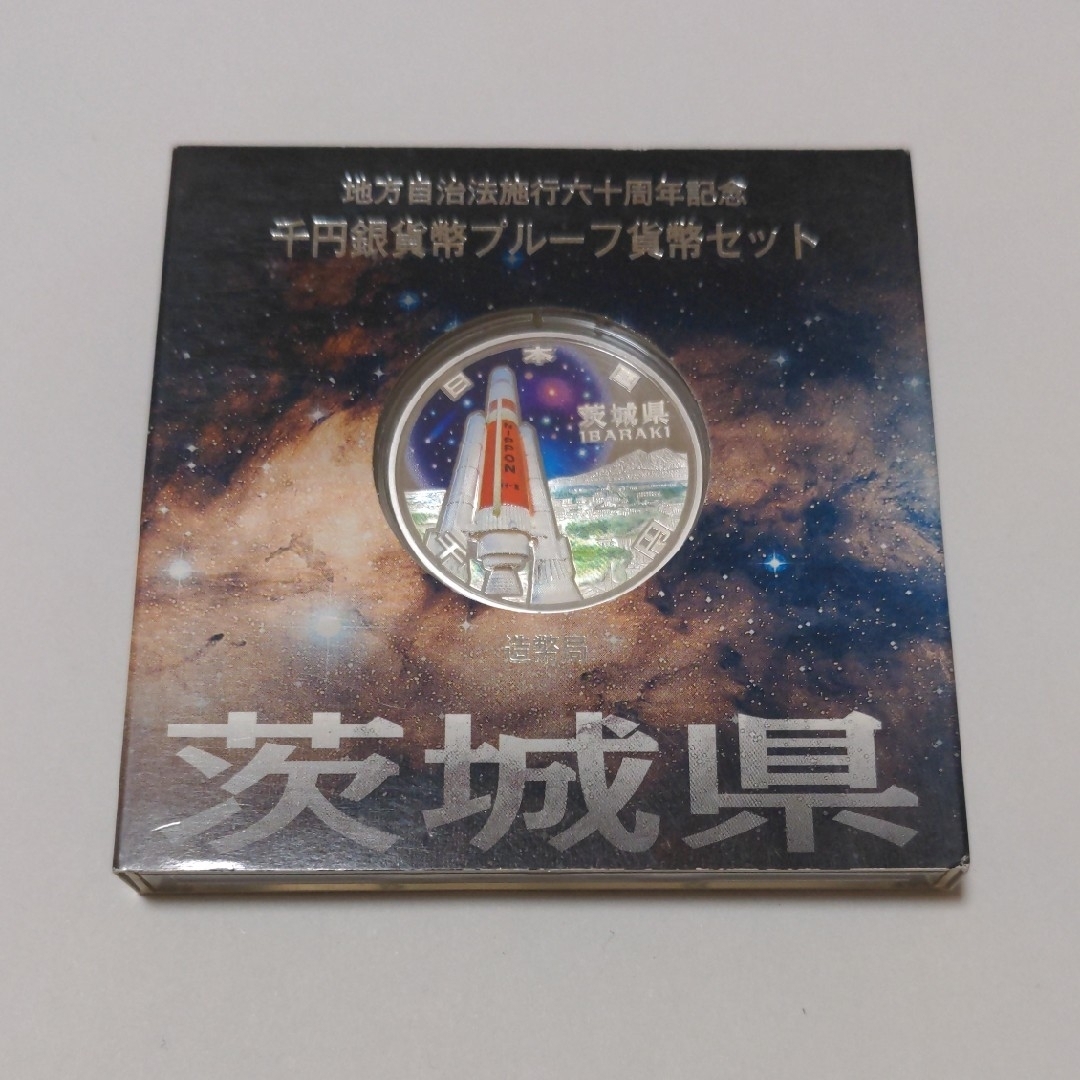 地方自治法施行六十周年記念
千円銀貨幣プルーフ貨幣セット
日本国
茨城県
IBARAKI
NIPPON
千円
造幣局
茨城県